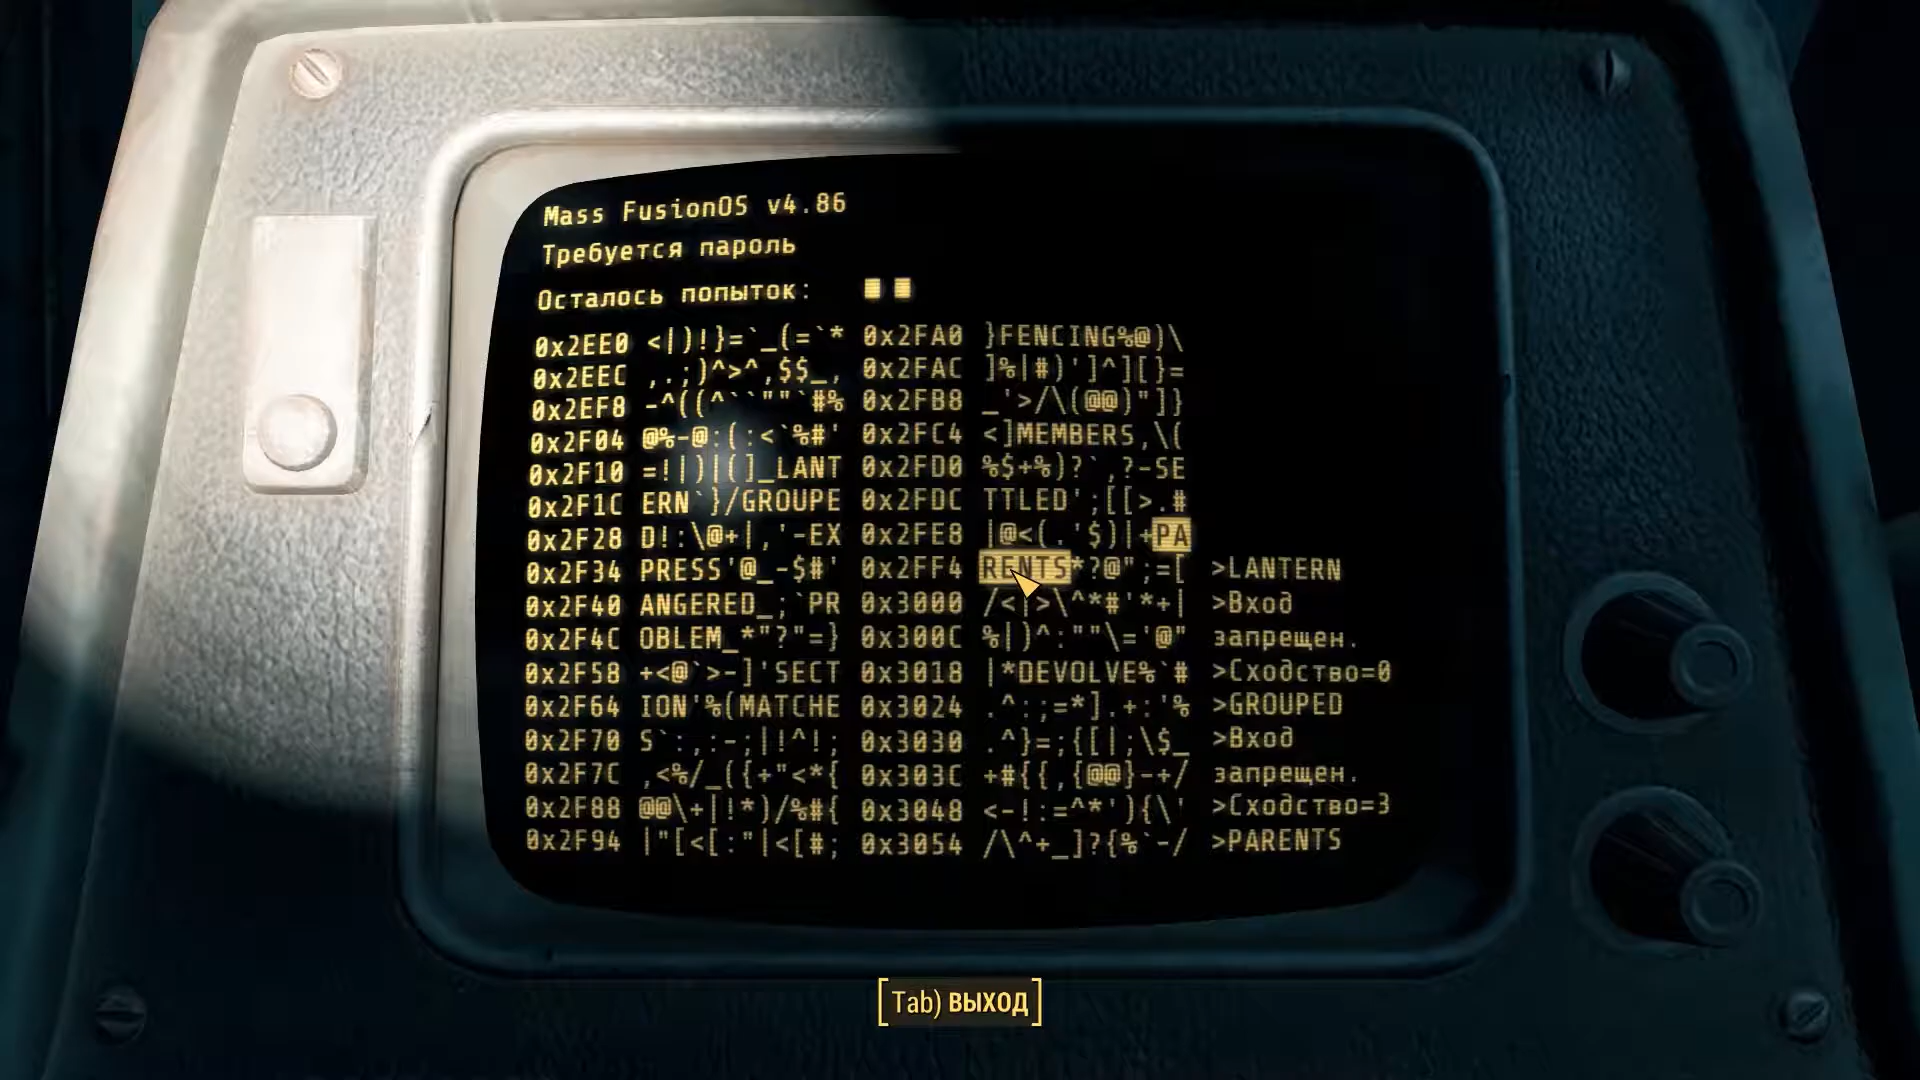 Mass FusionOS v4.86
Требуется пароль
Осталось попыток:
0x2EE0 <|)!}=`_(=`* 0x2FA0 }FENCING%@)\
0x2EEC ,.;)^>^,$$_, 0x2FAC ]%|#)']^][}=
0x2EF8 -^((^``""`#% 0x2FB8 _'>/\(@@)"]}
0x2F04 @%-@:(:<`%#' 0x2FC4 <]MEMBERS,\(
0x2F10 =!|)|(]_LANT 0x2FD0 %$+%)?`,?-SE
0x2F1C ERN`}/GROUPE 0x2FDC TTLED';[[>.#
0x2F28 D!:\@+|,'-EX 0x2FE8 |@<(.'$)|+PA
0x2F34 PRESS'@_-$#' 0x2FF4 RENTS*?@";=[ >LANTERN
0x2F40 ANGERED_;`PR 0x3000 /<|>\^*#'*+| >Вход
0x2F4C OBLEM_*"?"=} 0x300C %|)^:""\='@" запрещен.
0x2F58 +<@`>-]'SECT 0x3018 |*DEVOLVE%`# >Сходство=0
0x2F64 ION'%(MATCHE 0x3024 .^:;=*].+:'% >GROUPED
0x2F70 S`:,:-;|!^!; 0x3030 .^}=;{[|;\$_ >Вход
0x2F7C ,<%/_({+"<*{ 0x303C +#{{,{@@}-+/ запрещен.
0x2F88 @@\+|!*)/%#{ 0x3048 <-!:=^*'){\' >Сходство=3
0x2F94 |"[<[:"|<[#; 0x3054 /\^+_]?{%`-/ >PARENTS
[Tab) ВЫХОД]